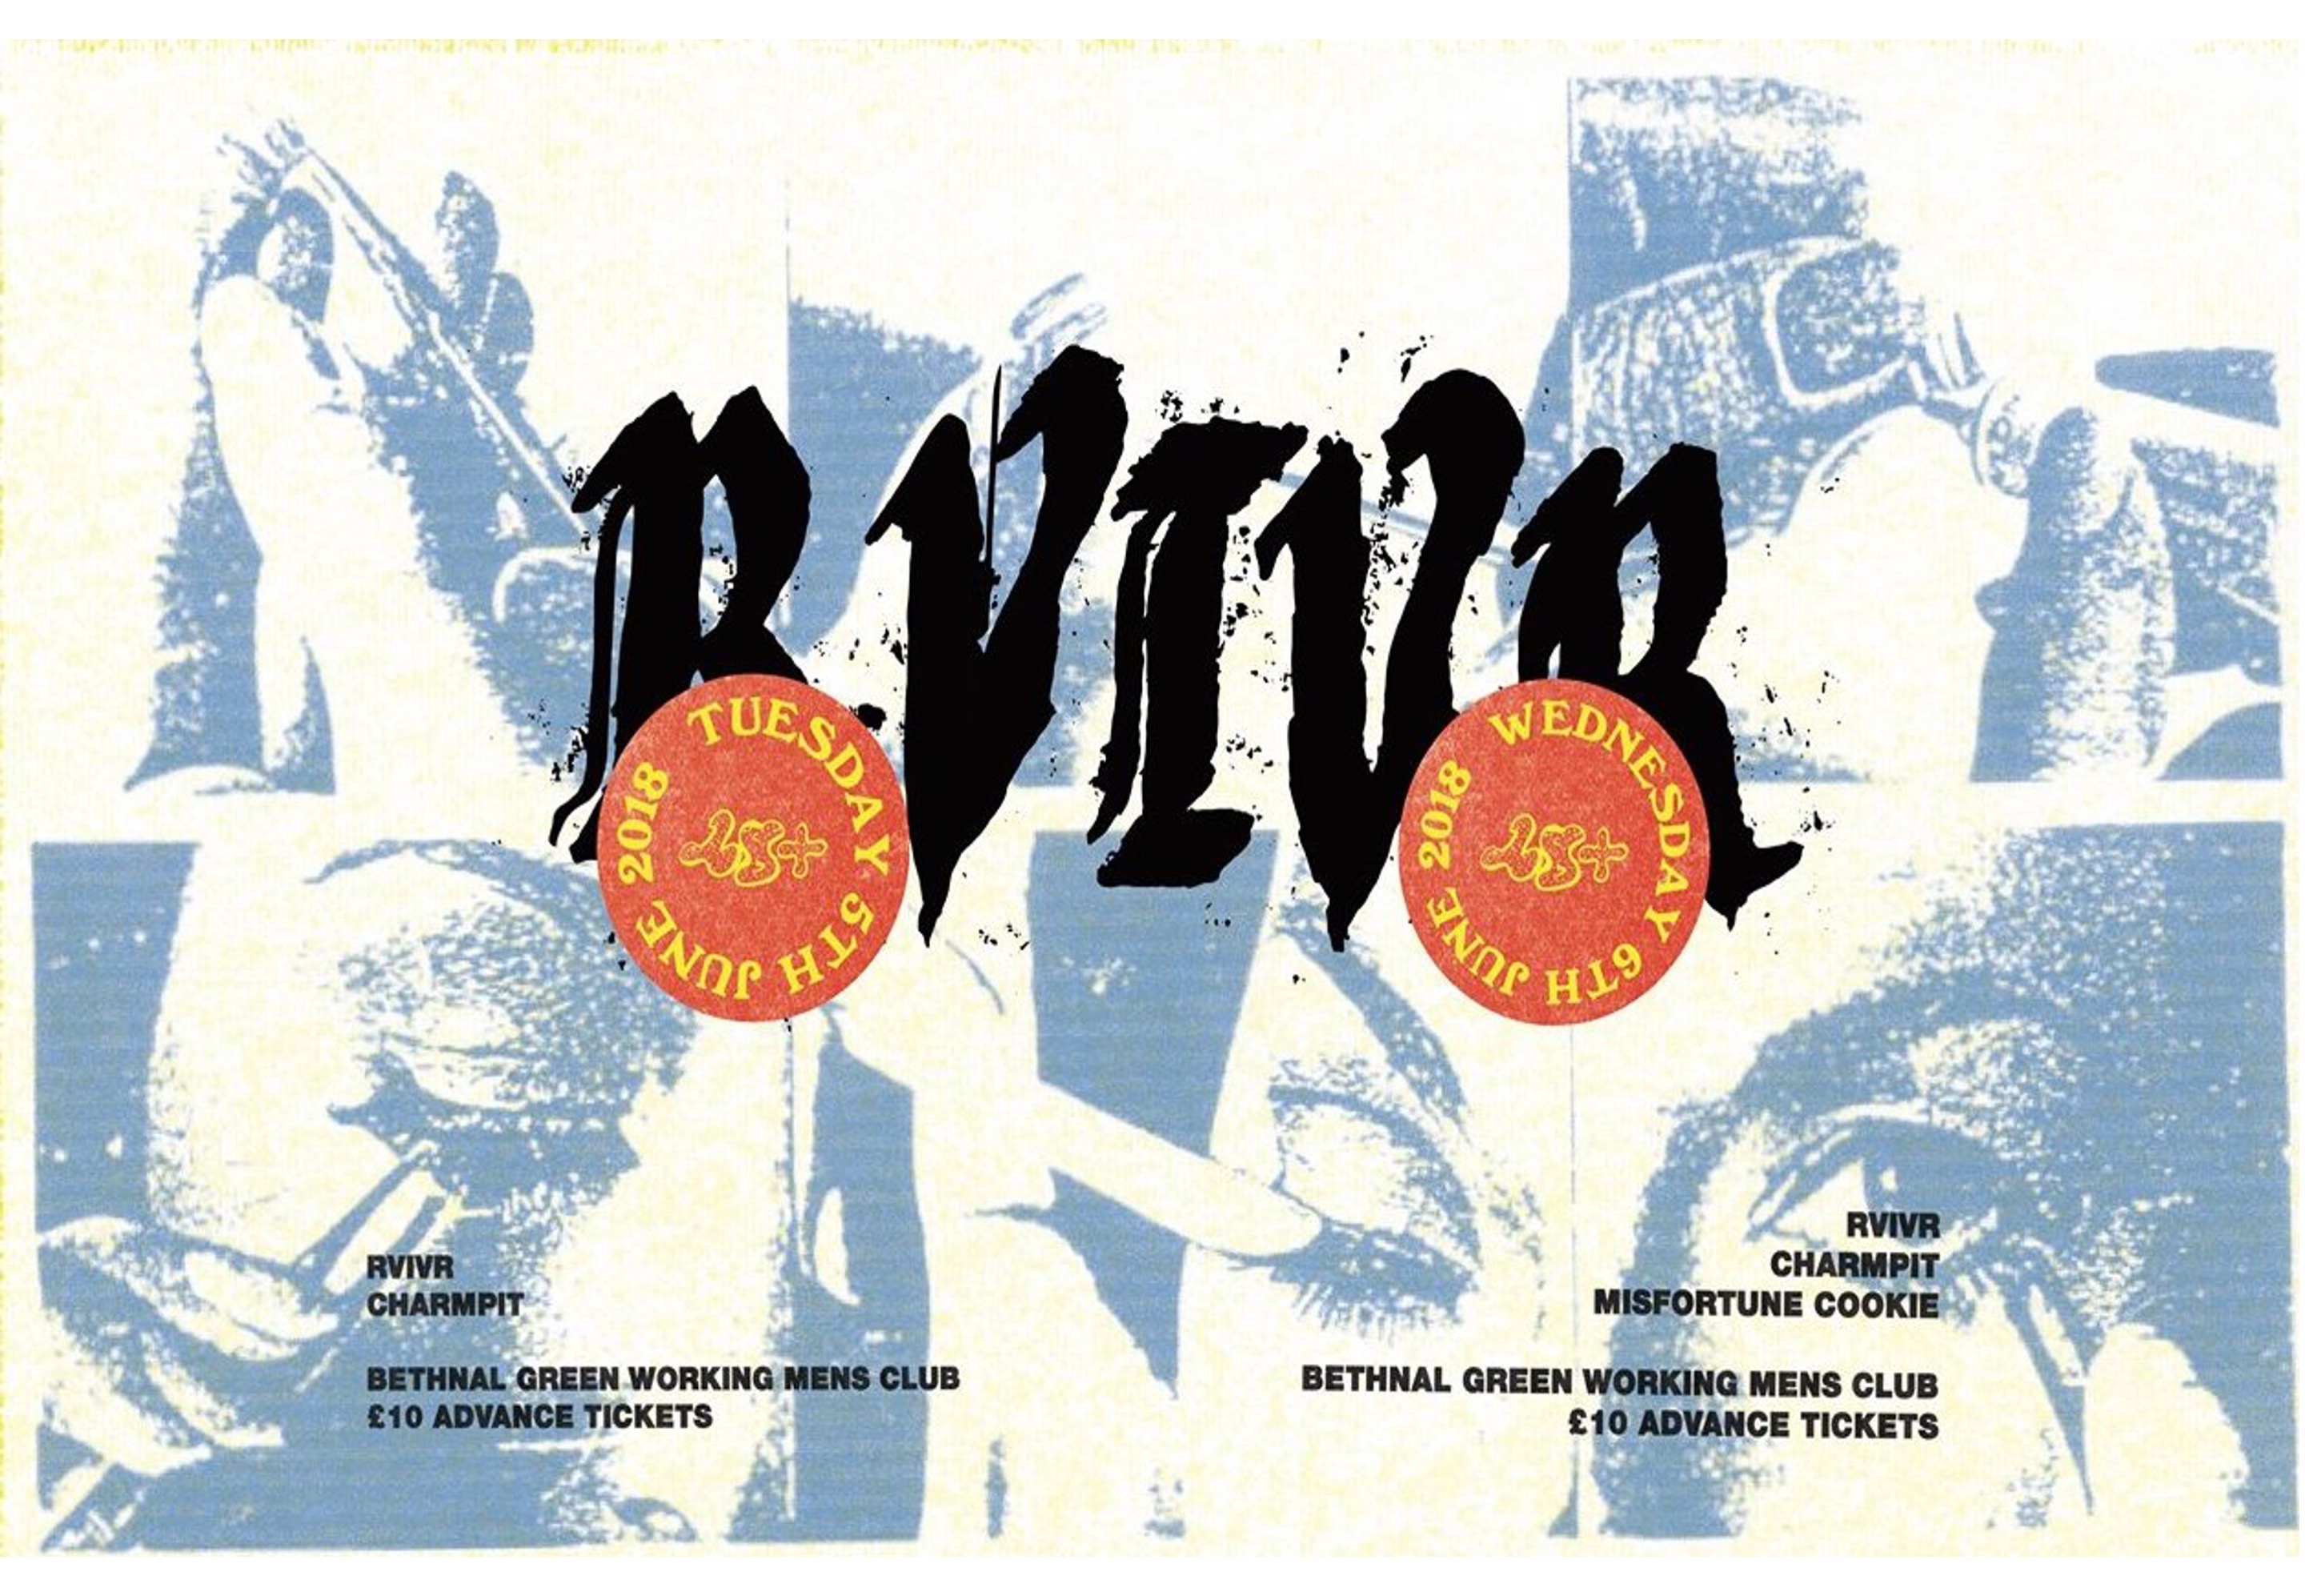 RVIVR
TUESDAY 5TH JUNE 2018
WEDNESDAY 6TH JUNE 2018
RVIVR
CHARMPIT
BETHNAL GREEN WORKING MENS CLUB
£10 ADVANCE TICKETS
RVIVR
CHARMPIT
MISFORTUNE COOKIE
BETHNAL GREEN WORKING MENS CLUB
£10 ADVANCE TICKETS